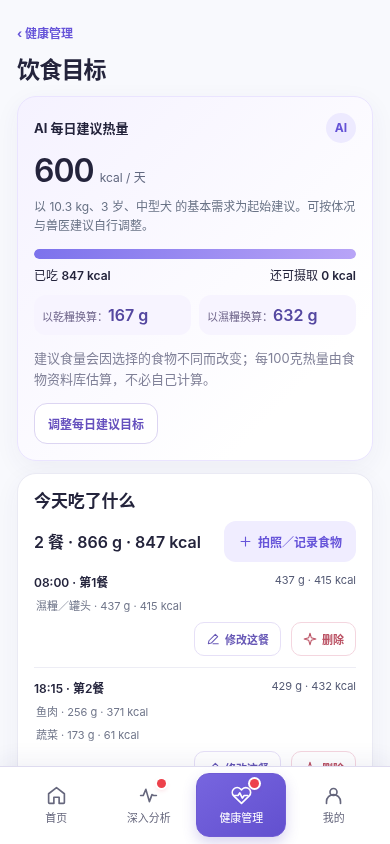 ‹ 健康管理
饮食目标
AI 每日建议热量
AI
600 kcal / 天
以 10.3 kg、3 岁、中型犬 的基本需求为起始建议。可按体况
与兽医建议自行调整。
已吃 847 kcal
还可摄取 0 kcal
以乾糧换算: 167 g
以濕糧换算: 632 g
建议食量会因选择的食物不同而改变；每100克热量由食
物资料库估算，不必自己计算。
调整每日建议目标
今天吃了什么
2 餐 · 866 g · 847 kcal
＋ 拍照／记录食物
08:00 · 第1餐
437 g · 415 kcal
濕糧／罐头 · 437 g · 415 kcal
修改这餐
删除
18:15 · 第2餐
429 g · 432 kcal
鱼肉 · 256 g · 371 kcal
蔬菜 · 173 g · 61 kcal
首页
深入分析
健康管理
我的